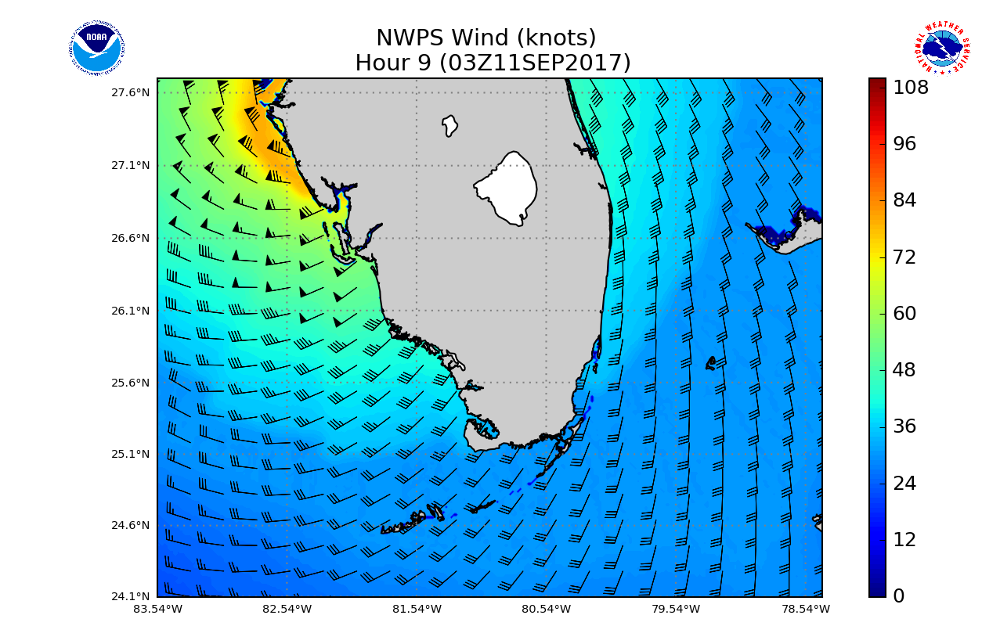 NOAA
NWPS Wind (knots)
Hour 9 (03Z11SEP2017)
NATIONAL WEATHER SERVICE
27.6°N
27.1°N
26.6°N
26.1°N
25.6°N
25.1°N
24.6°N
24.1°N
83.54°W
82.54°W
81.54°W
80.54°W
79.54°W
78.54°W
108
96
84
72
60
48
36
24
12
0